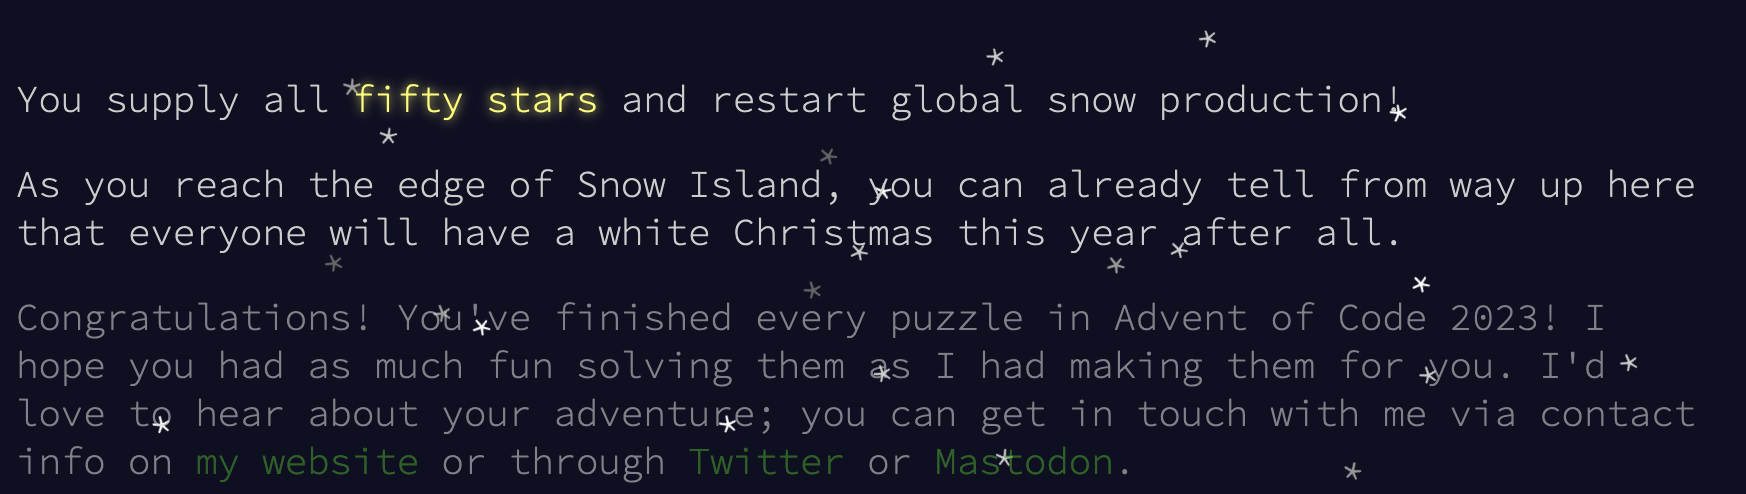 You supply all fifty stars and restart global snow production!
As you reach the edge of Snow Island, you can already tell from way up here
that everyone will have a white Christmas this year after all.
Congratulations! You've finished every puzzle in Advent of Code 2023! I
hope you had as much fun solving them as I had making them for you. I'd
love to hear about your adventure; you can get in touch with me via contact
info on my website or through Twitter or Mastodon.